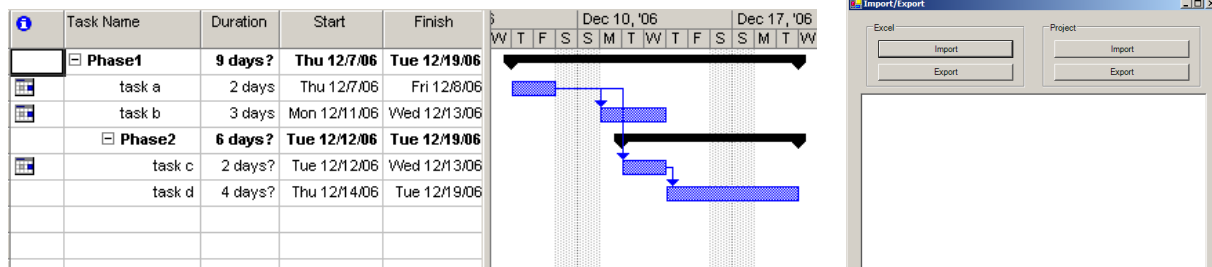 Task Name Duration Start Finish
Dec 10, '06 Dec 17, '06
W T F S S M T W T F S S M T W
Phase1 9 days? Thu 12/7/06 Tue 12/19/06
task a 2 days Thu 12/7/06 Fri 12/8/06
task b 3 days Mon 12/11/06 Wed 12/13/06
Phase2 6 days? Tue 12/12/06 Tue 12/19/06
task c 2 days? Tue 12/12/06 Wed 12/13/06
task d 4 days? Thu 12/14/06 Tue 12/19/06
Import/Export
Excel
Import
Export
Project
Import
Export